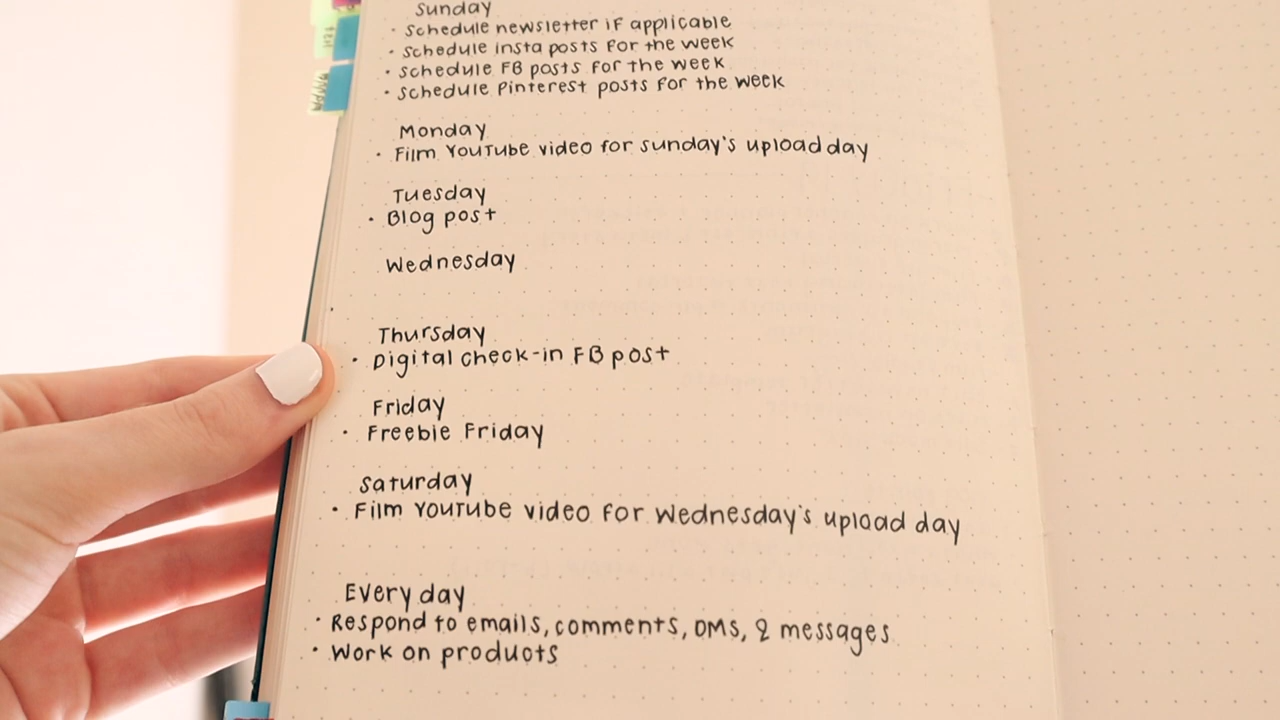 Sunday
· Schedule newsletter if applicable
· Schedule insta posts for the week
· Schedule FB posts for the week
· Schedule Pinterest posts for the week
Monday
· Film YouTube video for Sunday's upload day
Tuesday
· Blog post
Wednesday
Thursday
· Digital check-in FB post
Friday
· Freebie Friday
Saturday
· Film YouTube video for Wednesday's upload day
Every day
· Respond to emails, comments, DMs, & messages
· Work on products